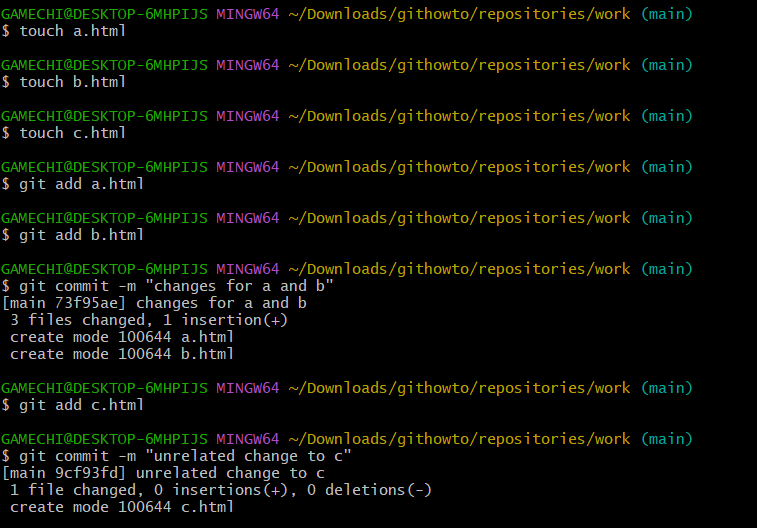 GAMECHI@DESKTOP-6MHPIJS MINGW64 ~/Downloads/githowto/repositories/work (main)
$ touch a.html
GAMECHI@DESKTOP-6MHPIJS MINGW64 ~/Downloads/githowto/repositories/work (main)
$ touch b.html
GAMECHI@DESKTOP-6MHPIJS MINGW64 ~/Downloads/githowto/repositories/work (main)
$ touch c.html
GAMECHI@DESKTOP-6MHPIJS MINGW64 ~/Downloads/githowto/repositories/work (main)
$ git add a.html
GAMECHI@DESKTOP-6MHPIJS MINGW64 ~/Downloads/githowto/repositories/work (main)
$ git add b.html
GAMECHI@DESKTOP-6MHPIJS MINGW64 ~/Downloads/githowto/repositories/work (main)
$ git commit -m "changes for a and b"
[main 73f95ae] changes for a and b
 3 files changed, 1 insertion(+)
 create mode 100644 a.html
 create mode 100644 b.html
GAMECHI@DESKTOP-6MHPIJS MINGW64 ~/Downloads/githowto/repositories/work (main)
$ git add c.html
GAMECHI@DESKTOP-6MHPIJS MINGW64 ~/Downloads/githowto/repositories/work (main)
$ git commit -m "unrelated change to c"
[main 9cf93fd] unrelated change to c
 1 file changed, 0 insertions(+), 0 deletions(-)
 create mode 100644 c.html